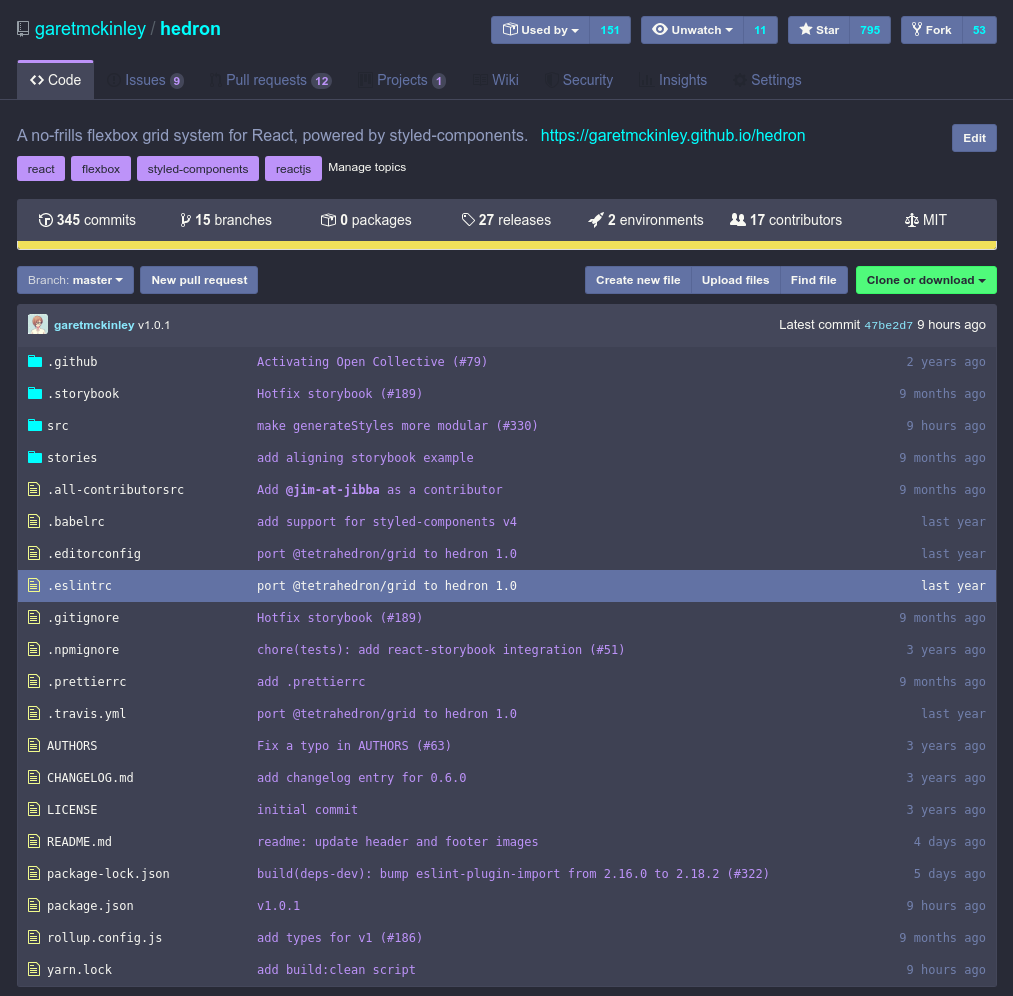 garetmckinley / hedron Used by 151 Unwatch 11 Star 795 Fork 53
Code Issues 9 Pull requests 12 Projects 1 Wiki Security Insights Settings
A no-frills flexbox grid system for React, powered by styled-components. https://garetmckinley.github.io/hedron Edit
react flexbox styled-components reactjs Manage topics
345 commits 15 branches 0 packages 27 releases 2 environments 17 contributors MIT
Branch: master New pull request Create new file Upload files Find file Clone or download
garetmckinley v1.0.1 Latest commit 47be2d7 9 hours ago
.github Activating Open Collective (#79) 2 years ago
.storybook Hotfix storybook (#189) 9 months ago
src make generateStyles more modular (#330) 9 hours ago
stories add aligning storybook example 9 months ago
.all-contributorsrc Add @jim-at-jibba as a contributor 9 months ago
.babelrc add support for styled-components v4 last year
.editorconfig port @tetrahedron/grid to hedron 1.0 last year
.eslintrc port @tetrahedron/grid to hedron 1.0 last year
.gitignore Hotfix storybook (#189) 9 months ago
.npmignore chore(tests): add react-storybook integration (#51) 3 years ago
.prettierrc add .prettierrc 9 months ago
.travis.yml port @tetrahedron/grid to hedron 1.0 last year
AUTHORS Fix a typo in AUTHORS (#63) 3 years ago
CHANGELOG.md add changelog entry for 0.6.0 3 years ago
LICENSE initial commit 3 years ago
README.md readme: update header and footer images 4 days ago
package-lock.json build(deps-dev): bump eslint-plugin-import from 2.16.0 to 2.18.2 (#322) 5 days ago
package.json v1.0.1 9 hours ago
rollup.config.js add types for v1 (#186) 9 months ago
yarn.lock add build:clean script 9 hours ago